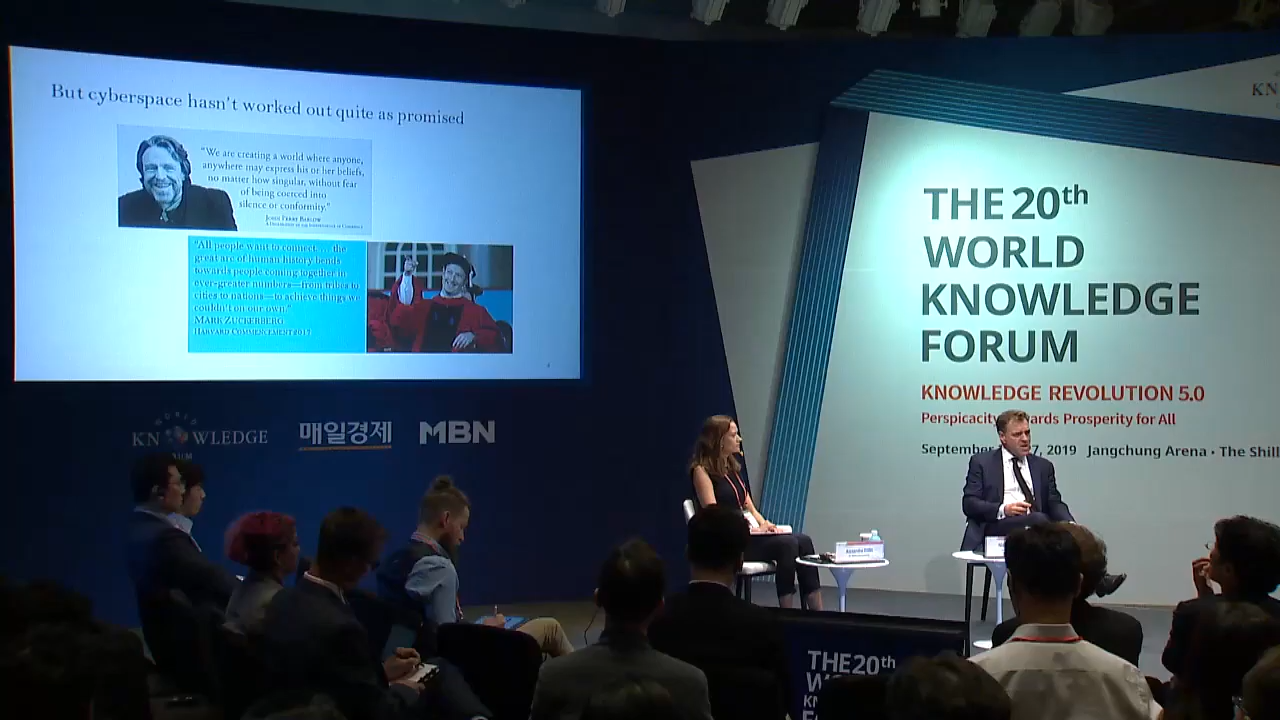 But cyberspace hasn't worked out quite as promised
"We are creating a world where anyone,
anywhere may express his or her beliefs,
no matter how singular, without fear
of being coerced into
silence or conformity."
JOHN PERRY BARLOW
"All people want to connect . . . the
great arc of human history bends
towards people coming together in
ever-greater numbers—from tribes to
cities to nations—to achieve things we
couldn't on our own."
MARK ZUCKERBERG
HARVARD COMMENCEMENT 2017
WORLD
KNOWLEDGE
매일경제
MBN
KN
THE 20th
WORLD
KNOWLEDGE
FORUM
KNOWLEDGE REVOLUTION 5.0
Perspicacity Prosperity for All
September 7, 2019 Jangchung Arena · The Shill
THE 20th